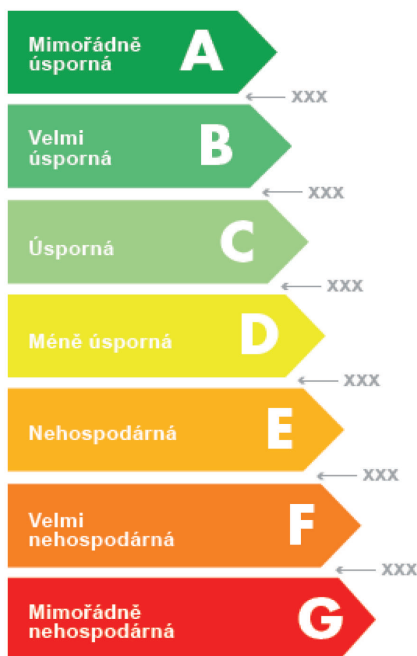 Mimořádně
úsporná
A
← XXX
Velmi
úsporná
B
← XXX
Úsporná
C
← XXX
Méně úsporná
D
← XXX
Nehospodárná
E
← XXX
Velmi
nehospodárná
F
← XXX
Mimořádně
nehospodárná
G